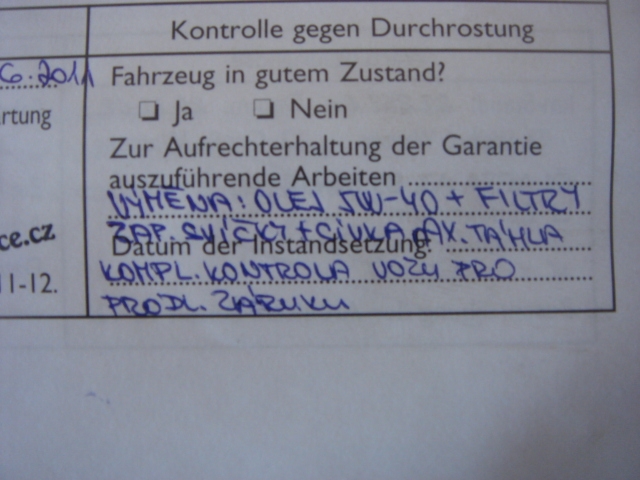 Kontrolle gegen Durchrostung
6.2011
Fahrzeug in gutem Zustand?
rtung
❏ Ja ❏ Nein
Zur Aufrechterhaltung der Garantie
auszuführende Arbeiten
VÝMĚNA: OLEJ 5W-40 + FILTRY
ZAP. SVÍČKY + CÍVKA, AX. TÁHLA
Datum der Instandsetzung:
ce.cz
KOMPL. KONTROLA VOZU PRO
11-12.
PRODL. ZÁRUKU